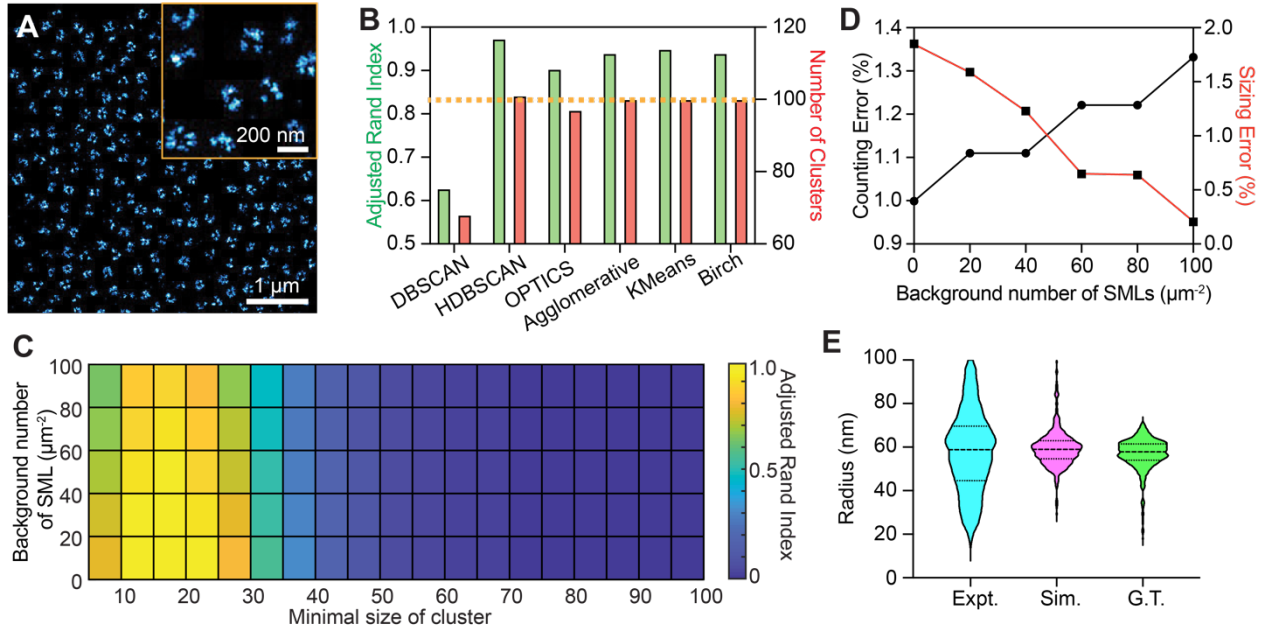 A
200 nm
1 µm
B
Adjusted Rand Index
1.0
0.9
0.8
0.7
0.6
0.5
120
100
80
60
Number of Clusters
DBSCAN
HDBSCAN
OPTICS
Agglomerative
KMeans
Birch
D
Counting Error (%)
1.4
1.3
1.2
1.1
1.0
0.9
2.0
1.5
1.0
0.5
0.0
Sizing Error (%)
0 20 40 60 80 100
Background number of SMLs (µm-2)
C
Background number
of SML (µm-2)
100
80
60
40
20
0
10 20 30 40 50 60 70 80 90 100
Minimal size of cluster
1.0
0.5
0
Adjusted Rand Index
E
Radius (nm)
100
80
60
40
20
0
Expt. Sim. G.T.